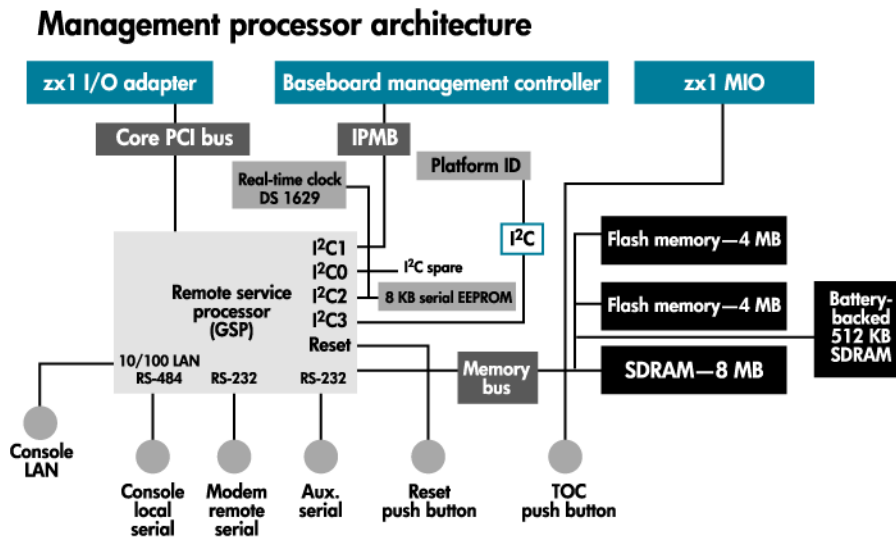 Management processor architecture
zx1 I/O adapter
Baseboard management controller
zx1 MIO
Core PCI bus
IPMB
Platform ID
Real-time clock
DS 1629
I²C
I²C1
I²C0
I²C spare
I²C2
8 KB serial EEPROM
I²C3
Reset
Remote service
processor
(GSP)
10/100 LAN
RS-484
RS-232
RS-232
Memory
bus
Flash memory—4 MB
Flash memory—4 MB
SDRAM—8 MB
Battery-
backed
512 KB
SDRAM
Console
LAN
Console
local
serial
Modem
remote
serial
Aux.
serial
Reset
push button
TOC
push button